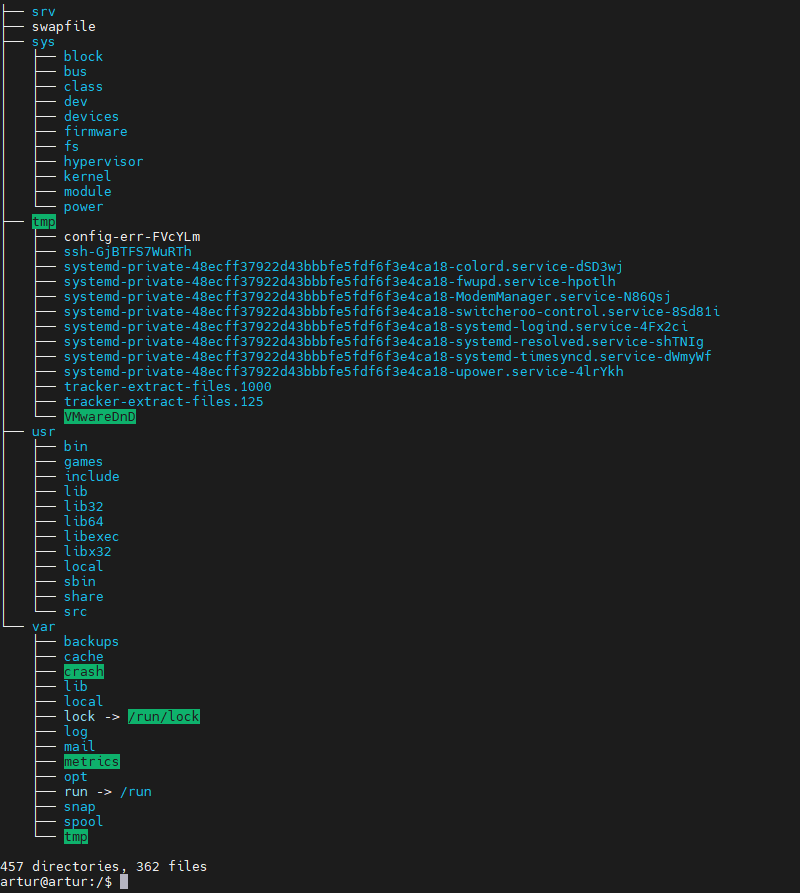 ├── srv
├── swapfile
├── sys
│   ├── block
│   ├── bus
│   ├── class
│   ├── dev
│   ├── devices
│   ├── firmware
│   ├── fs
│   ├── hypervisor
│   ├── kernel
│   ├── module
│   └── power
├── tmp
│   ├── config-err-FVcYLm
│   ├── ssh-GjBTFS7WuRTh
│   ├── systemd-private-48ecff37922d43bbbfe5fdf6f3e4ca18-colord.service-dSD3wj
│   ├── systemd-private-48ecff37922d43bbbfe5fdf6f3e4ca18-fwupd.service-hpotlh
│   ├── systemd-private-48ecff37922d43bbbfe5fdf6f3e4ca18-ModemManager.service-N86Qsj
│   ├── systemd-private-48ecff37922d43bbbfe5fdf6f3e4ca18-switcheroo-control.service-8Sd81i
│   ├── systemd-private-48ecff37922d43bbbfe5fdf6f3e4ca18-systemd-logind.service-4Fx2ci
│   ├── systemd-private-48ecff37922d43bbbfe5fdf6f3e4ca18-systemd-resolved.service-shTNIg
│   ├── systemd-private-48ecff37922d43bbbfe5fdf6f3e4ca18-systemd-timesyncd.service-dWmyWf
│   ├── systemd-private-48ecff37922d43bbbfe5fdf6f3e4ca18-upower.service-4lrYkh
│   ├── tracker-extract-files.1000
│   ├── tracker-extract-files.125
│   └── VMwareDnD
├── usr
│   ├── bin
│   ├── games
│   ├── include
│   ├── lib
│   ├── lib32
│   ├── lib64
│   ├── libexec
│   ├── libx32
│   ├── local
│   ├── sbin
│   ├── share
│   └── src
└── var
    ├── backups
    ├── cache
    ├── crash
    ├── lib
    ├── local
    ├── lock -> /run/lock
    ├── log
    ├── mail
    ├── metrics
    ├── opt
    ├── run -> /run
    ├── snap
    ├── spool
    └── tmp
457 directories, 362 files
artur@artur:/$